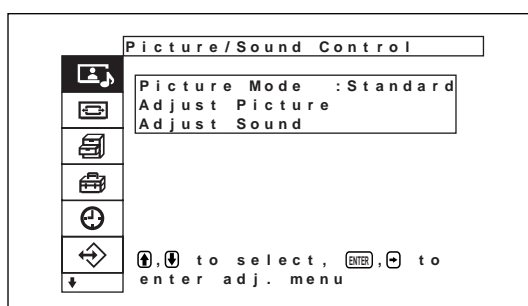 Picture/Sound Control
Picture Mode :Standard
Adjust Picture
Adjust Sound
↑,↓ to select, ENTER,→ to
enter adj. menu